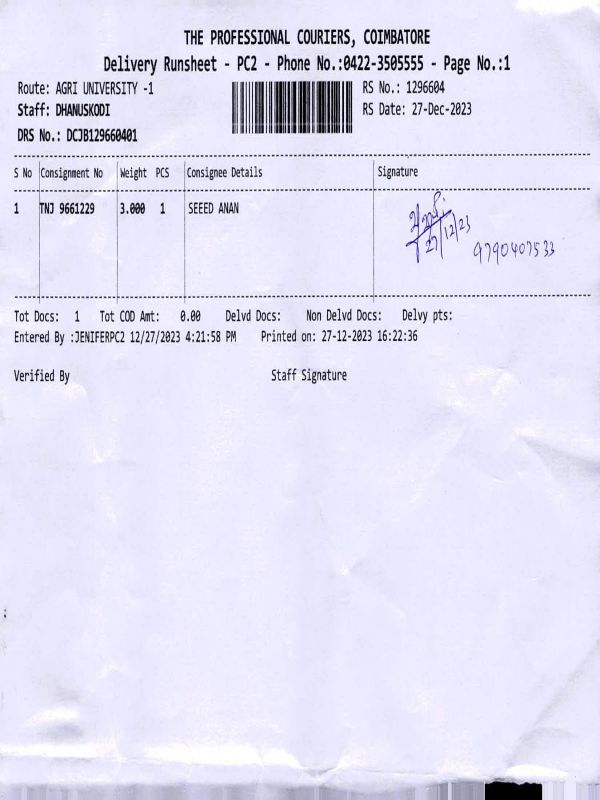 THE PROFESSIONAL COURIERS, COIMBATORE
Delivery Runsheet - PC2 - Phone No.:0422-3505555 - Page No.:1
Route: AGRI UNIVERSITY -1 RS No.: 1296604
Staff: DHANUSKODI RS Date: 27-Dec-2023
DRS No.: DCJB129660401
S No Consignment No Weight PCS Consignee Details Signature
1 TNJ 9661229 3.000 1 SEEED ANAN
27/12/23
9790407533
Tot Docs: 1 Tot COD Amt: 0.00 Delvd Docs: Non Delvd Docs: Delvy pts:
Entered By :JENIFERPC2 12/27/2023 4:21:58 PM Printed on: 27-12-2023 16:22:36
Verified By Staff Signature